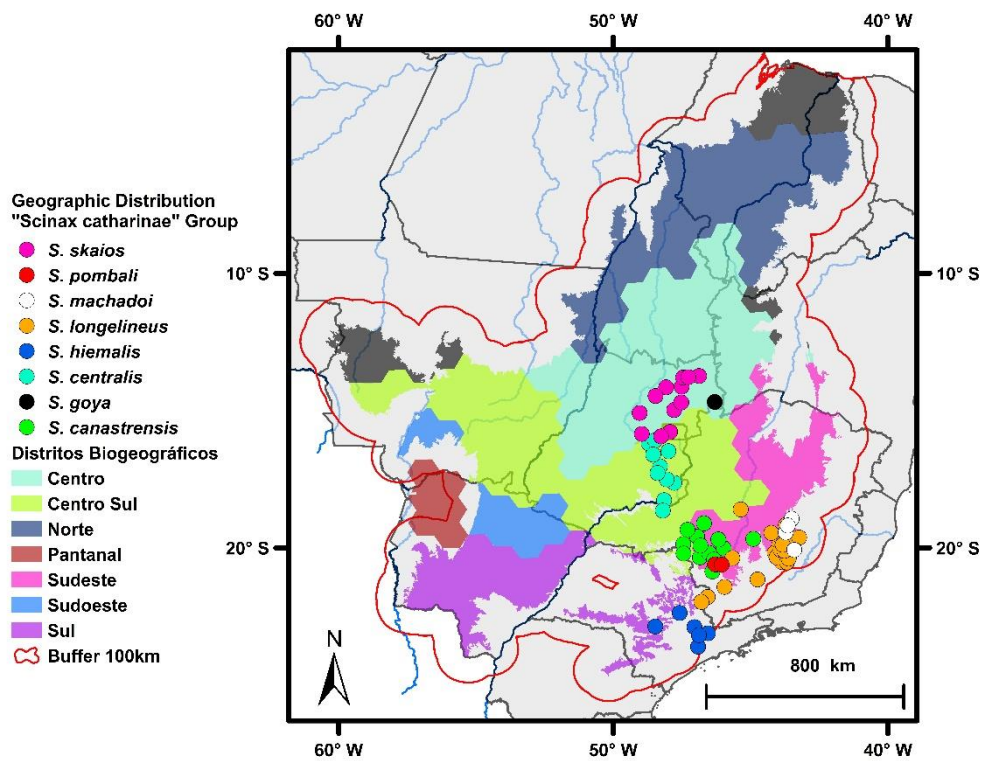 60° W 50° W 40° W
Geographic Distribution
"Scinax catharinae" Group
S. skaios
S. pombali
S. machadoi
S. longelineus
S. hiemalis
S. centralis
S. goya
S. canastrensis
Distritos Biogeográficos
Centro
Centro Sul
Norte
Pantanal
Sudeste
Sudoeste
Sul
Buffer 100km
10° S 10° S
20° S 20° S
N
800 km
60° W 50° W 40° W